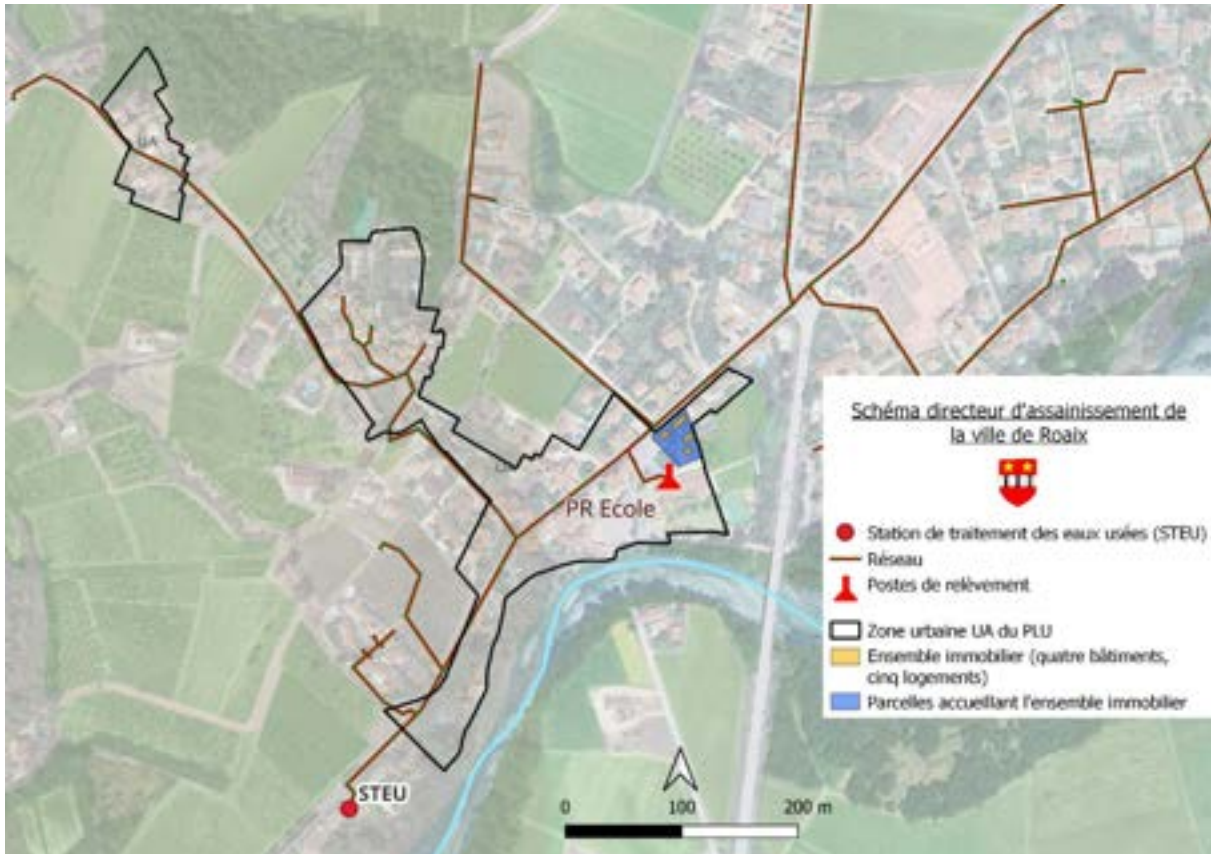 UA
PR Ecole
STEU
Schéma directeur d'assainissement de
la ville de Roaix
Station de traitement des eaux usées (STEU)
Réseau
Postes de relèvement
Zone urbaine UA du PLU
Ensemble immobilier (quatre bâtiments,
cinq logements)
Parcelles accueillant l'ensemble immobilier
0 100 200 m